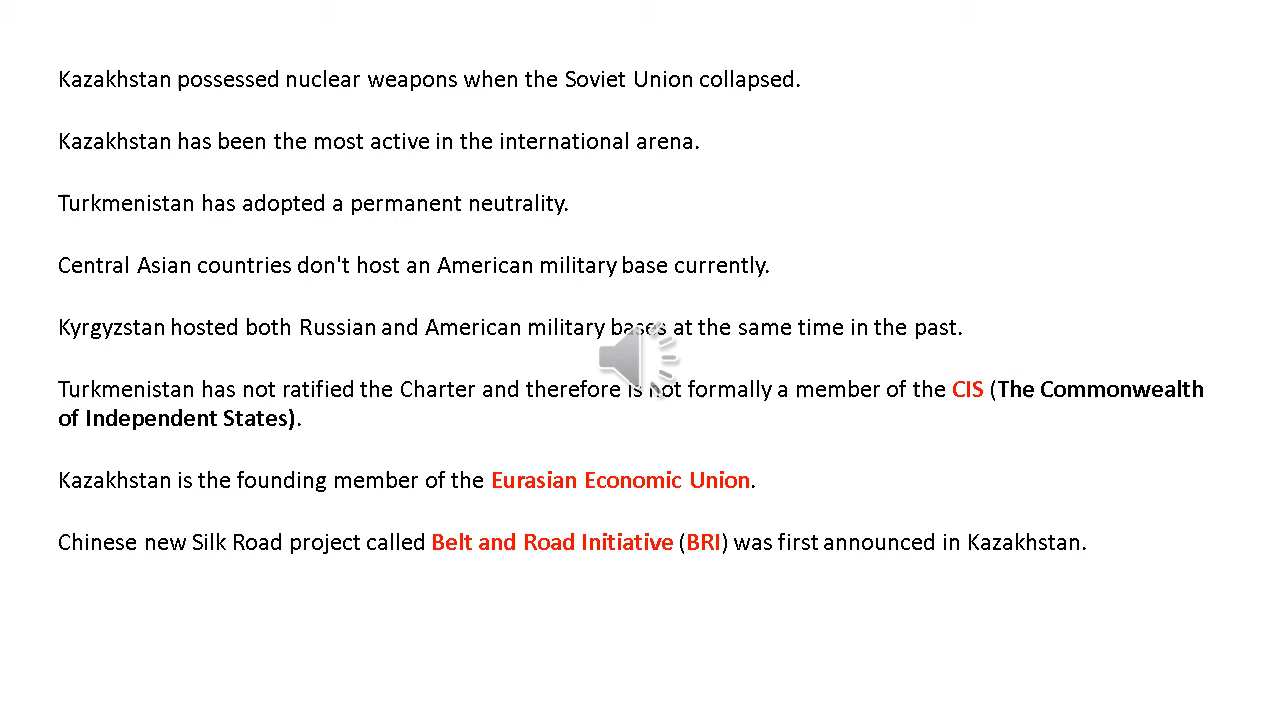 Kazakhstan possessed nuclear weapons when the Soviet Union collapsed.
Kazakhstan has been the most active in the international arena.
Turkmenistan has adopted a permanent neutrality.
Central Asian countries don't host an American military base currently.
Kyrgyzstan hosted both Russian and American military bases at the same time in the past.
Turkmenistan has not ratified the Charter and therefore is not formally a member of the CIS (The Commonwealth
of Independent States).
Kazakhstan is the founding member of the Eurasian Economic Union.
Chinese new Silk Road project called Belt and Road Initiative (BRI) was first announced in Kazakhstan.